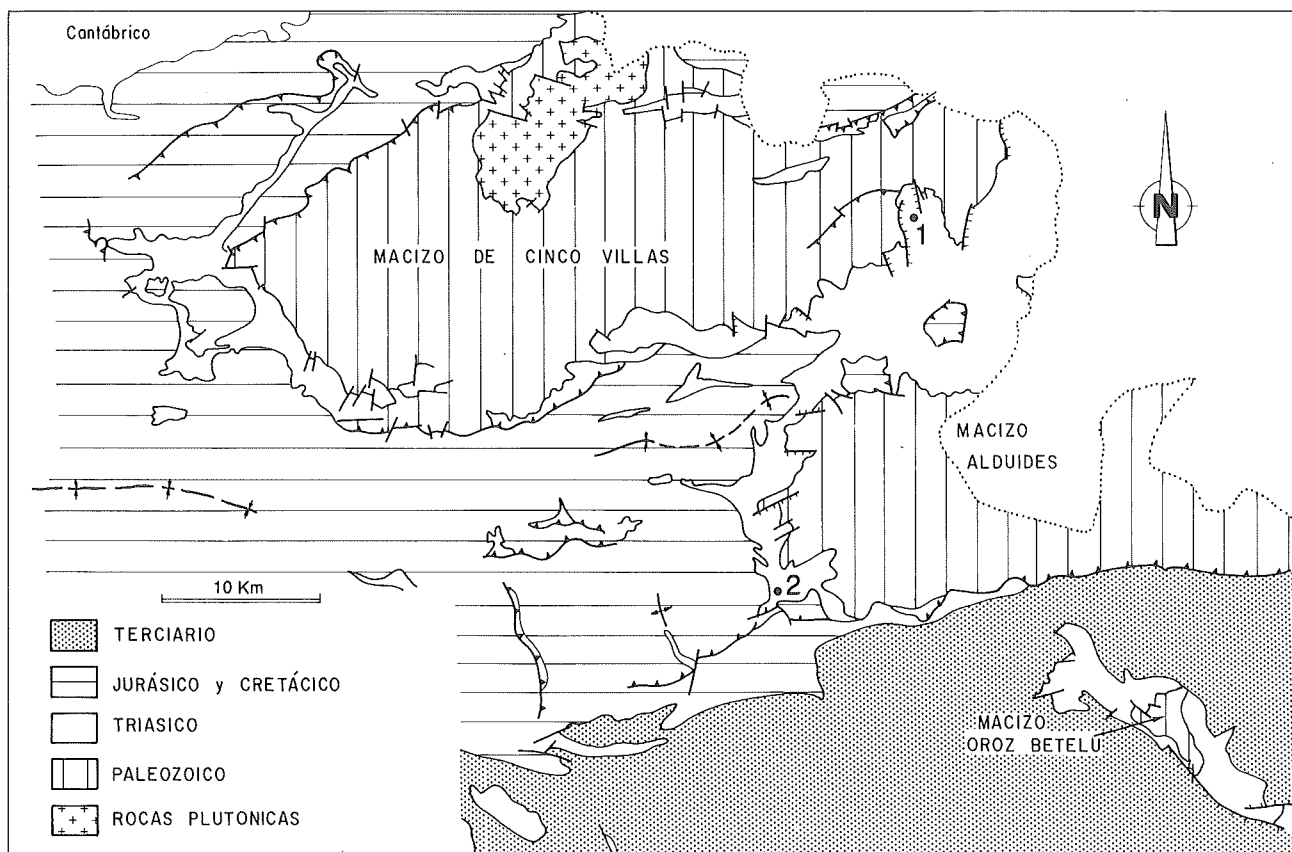 Cantábrico
N
1
MACIZO DE CINCO VILLAS
MACIZO
ALDUIDES
2
10 Km
TERCIARIO
JURÁSICO y CRETÁCICO
TRIASICO
PALEOZOICO
ROCAS PLUTONICAS
MACIZO
OROZ BETELU